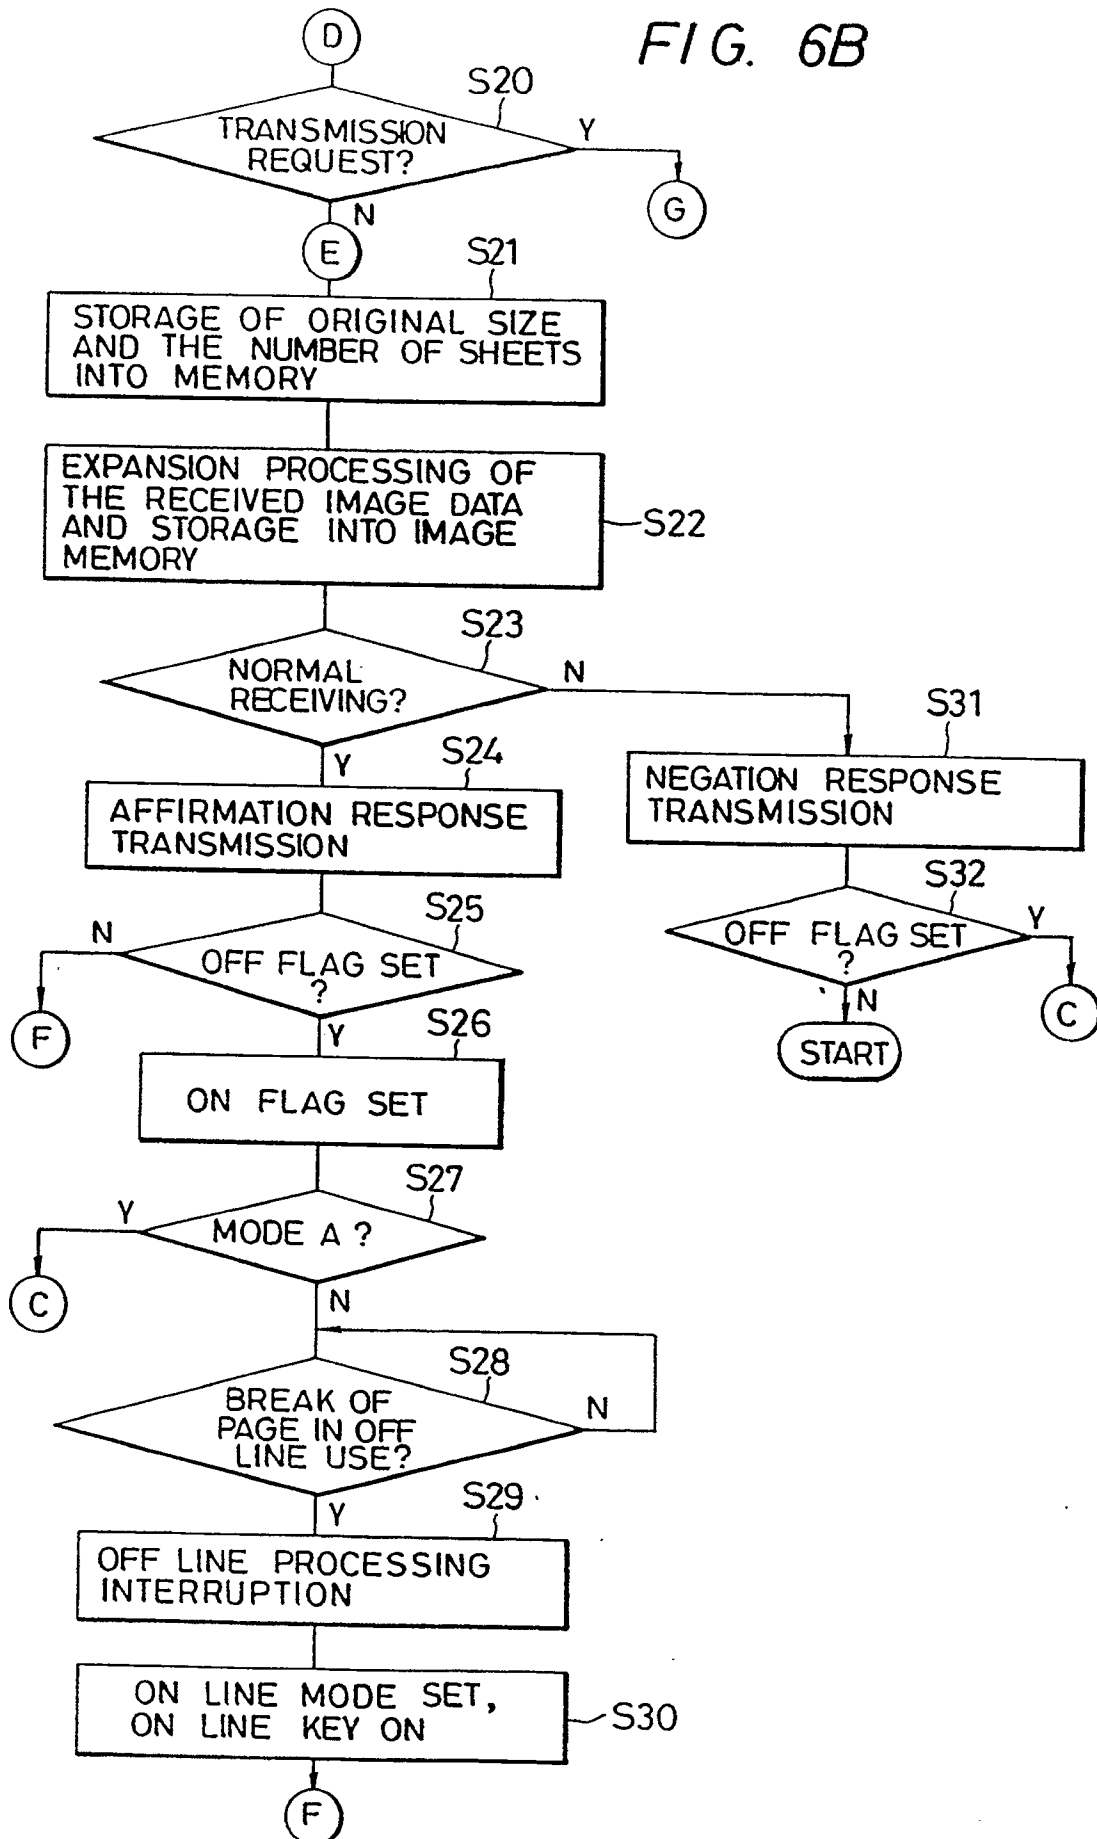 FIG. 6B
D
S20
TRANSMISSION
REQUEST?
Y
G
N
E
S21
STORAGE OF ORIGINAL SIZE
AND THE NUMBER OF SHEETS
INTO MEMORY
EXPANSION PROCESSING OF
THE RECEIVED IMAGE DATA
AND STORAGE INTO IMAGE
MEMORY
S22
S23
NORMAL
RECEIVING?
N
Y
S24
AFFIRMATION RESPONSE
TRANSMISSION
S31
NEGATION RESPONSE
TRANSMISSION
S25
N
OFF FLAG SET
?
F
Y
S32
OFF FLAG SET
?
Y
C
N
START
S26
ON FLAG SET
S27
Y
MODE A ?
C
N
S28
BREAK OF
PAGE IN OFF
LINE USE?
N
Y
S29
OFF LINE PROCESSING
INTERRUPTION
ON LINE MODE SET,
ON LINE KEY ON
S30
F